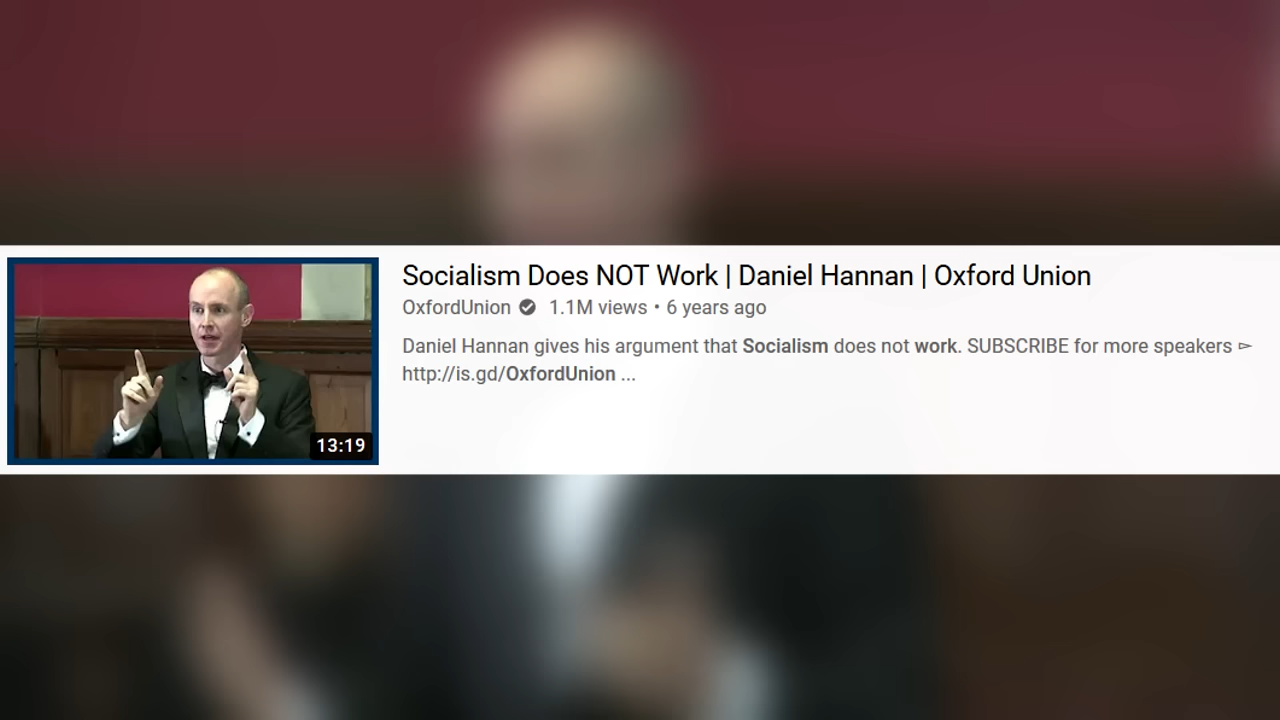 Socialism Does NOT Work | Daniel Hannan | Oxford Union
OxfordUnion 1.1M views • 6 years ago
Daniel Hannan gives his argument that Socialism does not work. SUBSCRIBE for more speakers ►
http://is.gd/OxfordUnion ...
13:19